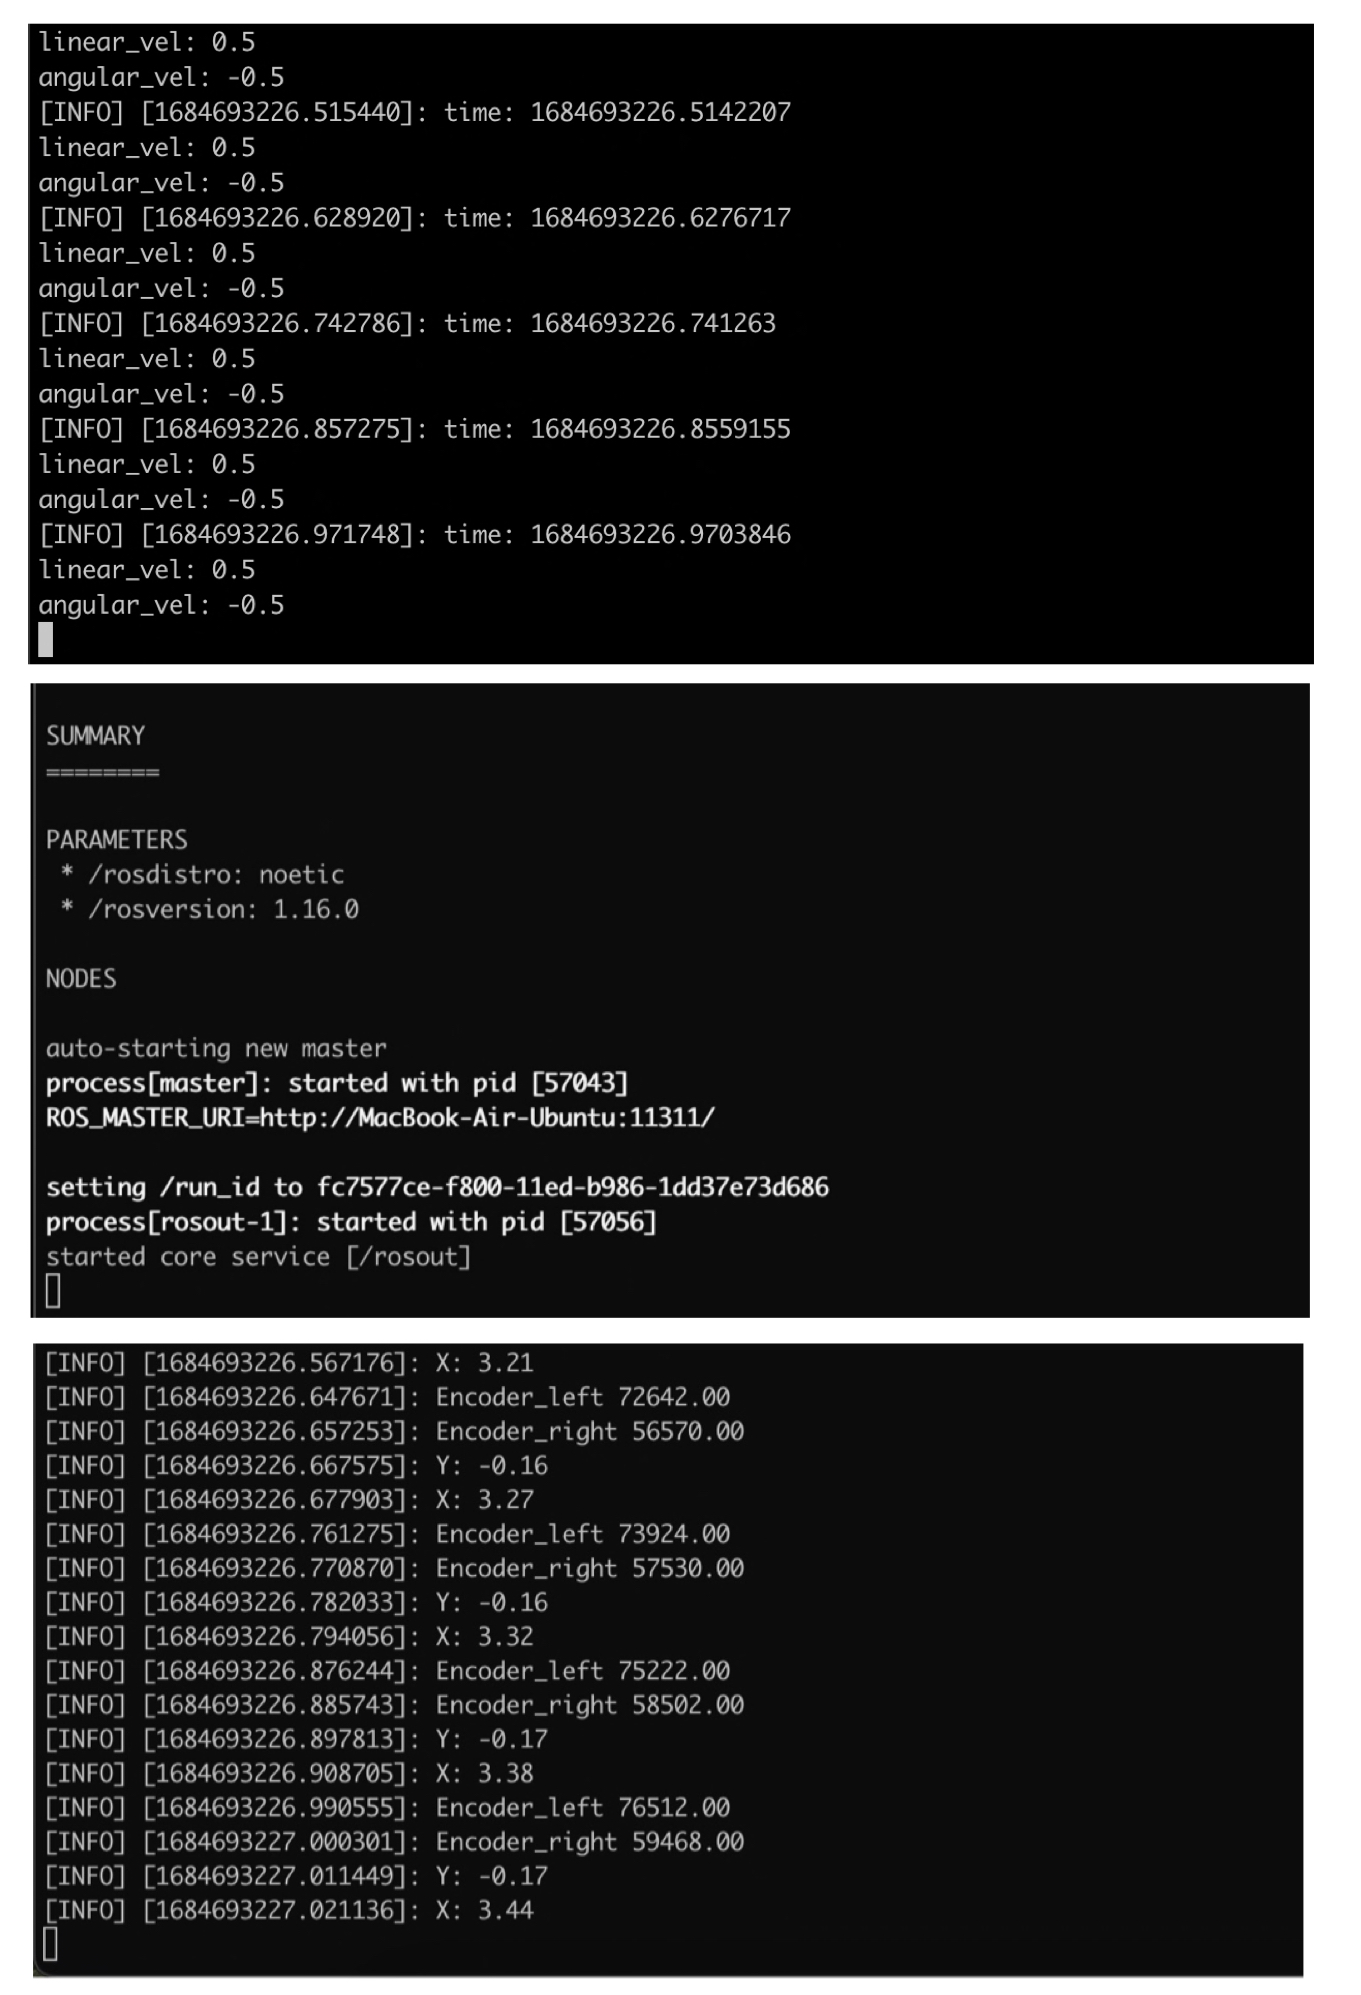 linear_vel: 0.5
angular_vel: -0.5
[INFO] [1684693226.515440]: time: 1684693226.5142207
linear_vel: 0.5
angular_vel: -0.5
[INFO] [1684693226.628920]: time: 1684693226.6276717
linear_vel: 0.5
angular_vel: -0.5
[INFO] [1684693226.742786]: time: 1684693226.741263
linear_vel: 0.5
angular_vel: -0.5
[INFO] [1684693226.857275]: time: 1684693226.8559155
linear_vel: 0.5
angular_vel: -0.5
[INFO] [1684693226.971748]: time: 1684693226.9703846
linear_vel: 0.5
angular_vel: -0.5
SUMMARY
========
PARAMETERS
* /rosdistro: noetic
* /rosversion: 1.16.0
NODES
auto-starting new master
process[master]: started with pid [57043]
ROS_MASTER_URI=http://MacBook-Air-Ubuntu:11311/
setting /run_id to fc7577ce-f800-11ed-b986-1dd37e73d686
process[rosout-1]: started with pid [57056]
started core service [/rosout]
[INFO] [1684693226.567176]: X: 3.21
[INFO] [1684693226.647671]: Encoder_left 72642.00
[INFO] [1684693226.657253]: Encoder_right 56570.00
[INFO] [1684693226.667575]: Y: -0.16
[INFO] [1684693226.677903]: X: 3.27
[INFO] [1684693226.761275]: Encoder_left 73924.00
[INFO] [1684693226.770870]: Encoder_right 57530.00
[INFO] [1684693226.782033]: Y: -0.16
[INFO] [1684693226.794056]: X: 3.32
[INFO] [1684693226.876244]: Encoder_left 75222.00
[INFO] [1684693226.885743]: Encoder_right 58502.00
[INFO] [1684693226.897813]: Y: -0.17
[INFO] [1684693226.908705]: X: 3.38
[INFO] [1684693226.990555]: Encoder_left 76512.00
[INFO] [1684693227.000301]: Encoder_right 59468.00
[INFO] [1684693227.011449]: Y: -0.17
[INFO] [1684693227.021136]: X: 3.44